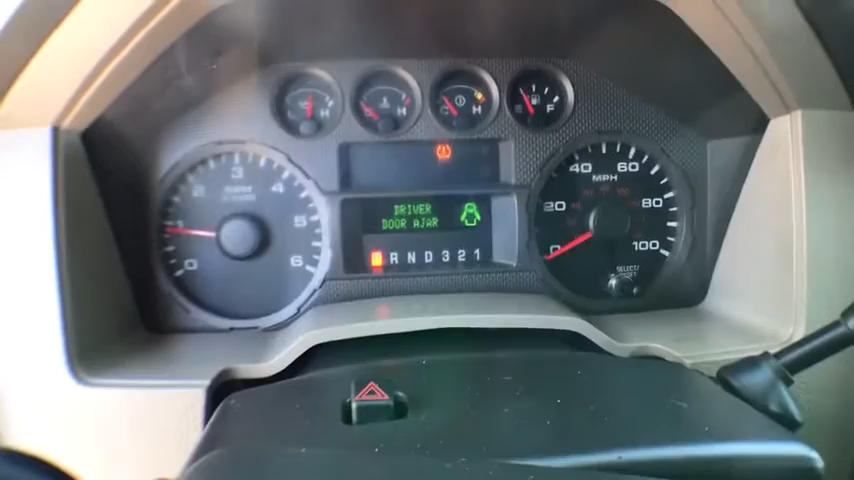 H H H F
1
3
2 4
1 5
0 6
DRIVER
DOOR AJAR
R N D 3 2 1
40 60
MPH
20 80
0 100
SELECT/
RESET